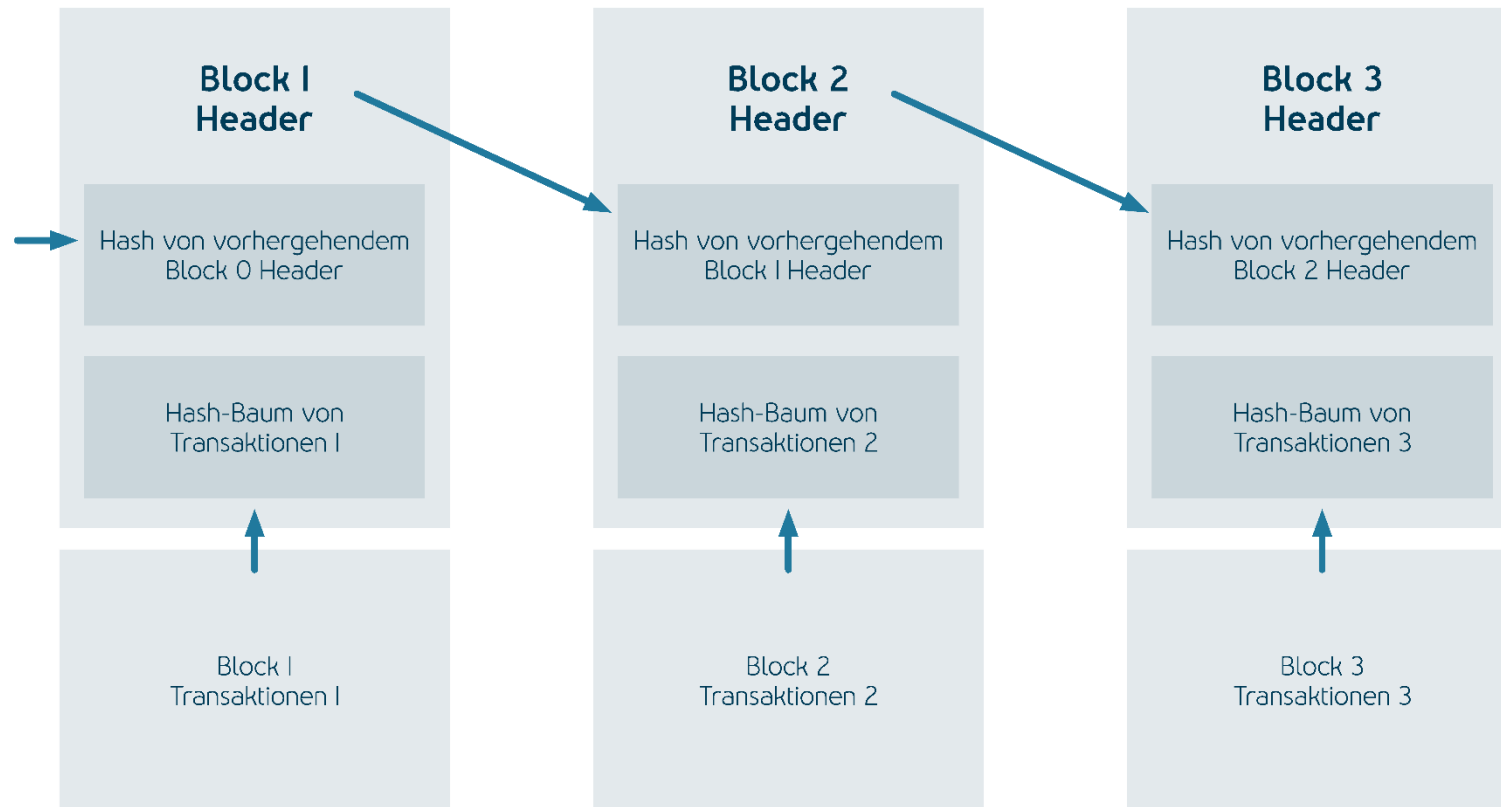 Block 1
Header
Hash von vorhergehendem
Block 0 Header
Hash-Baum von
Transaktionen 1
Block 1
Transaktionen 1
Block 2
Header
Hash von vorhergehendem
Block 1 Header
Hash-Baum von
Transaktionen 2
Block 2
Transaktionen 2
Block 3
Header
Hash von vorhergehendem
Block 2 Header
Hash-Baum von
Transaktionen 3
Block 3
Transaktionen 3